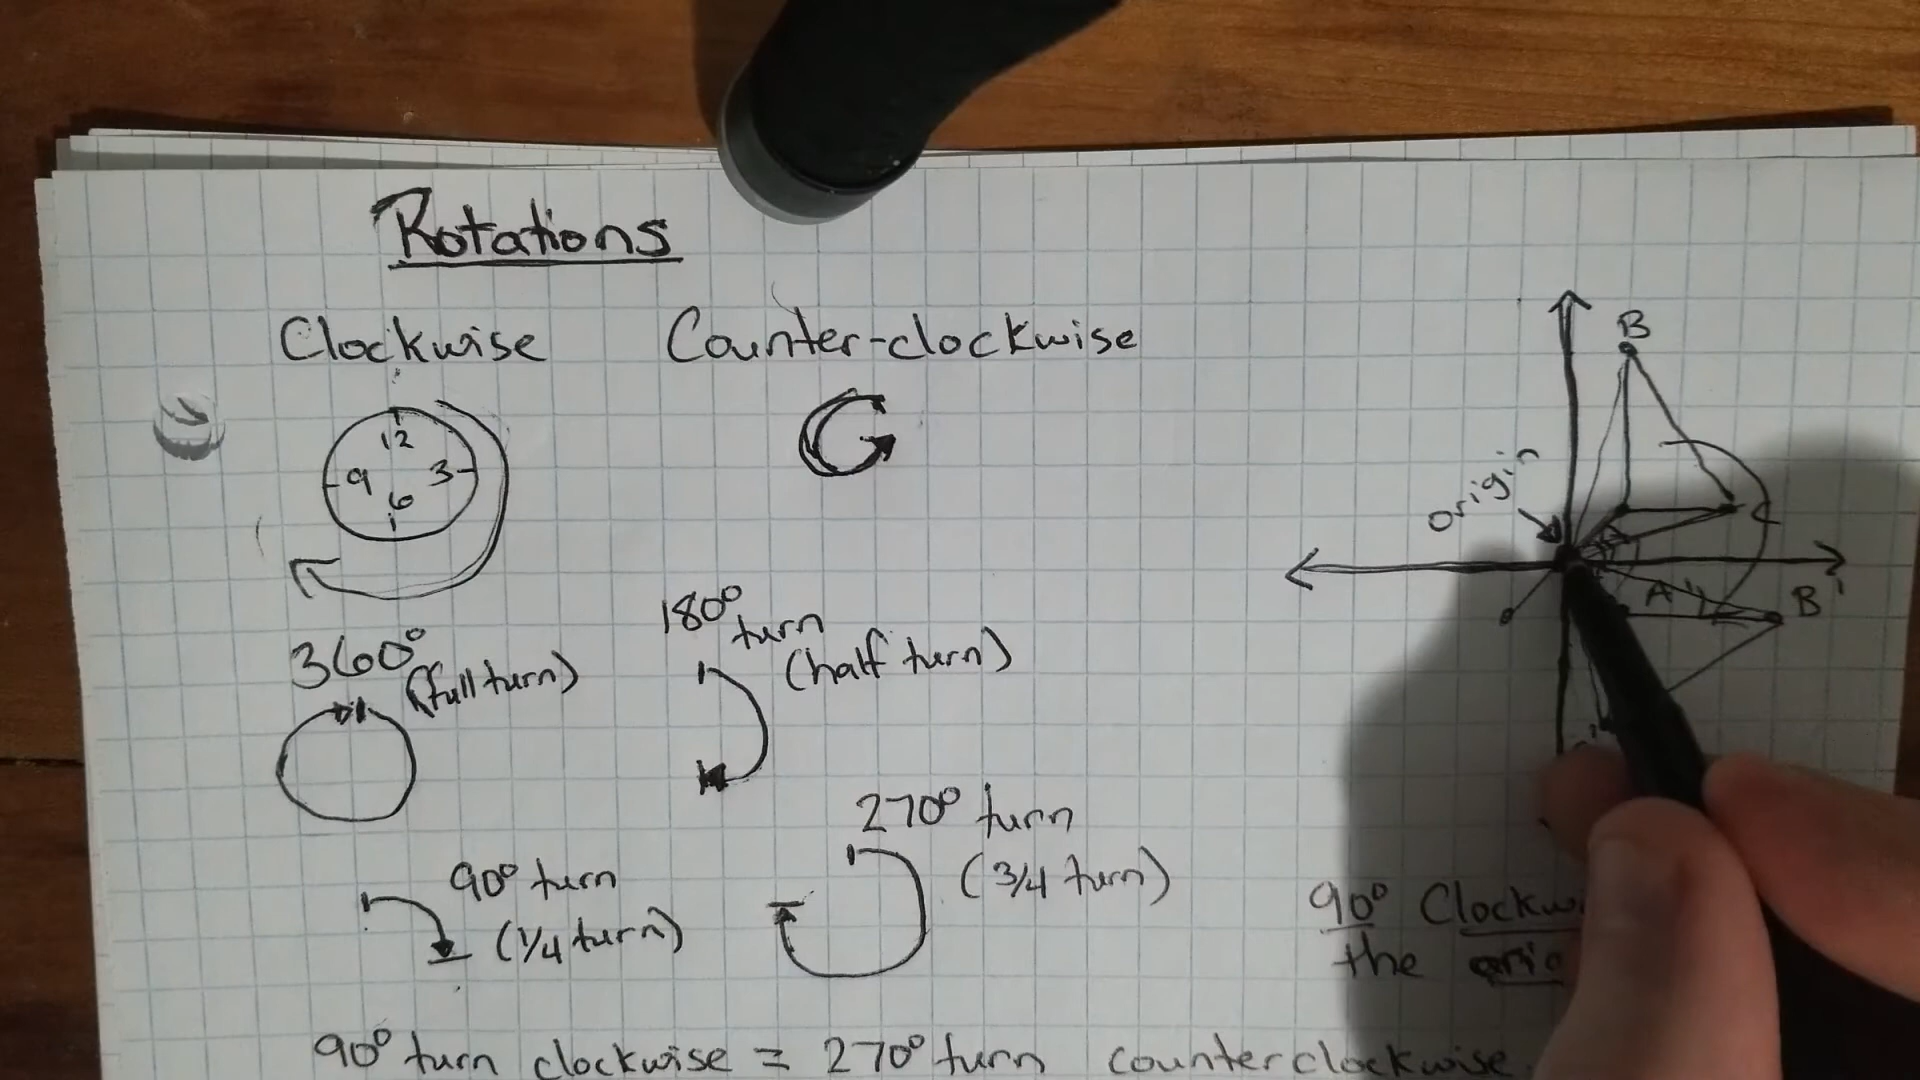 Rotations
Clockwise
Counter-clockwise
12
9 3
6
360°
(full turn)
180°
turn
(half turn)
90° turn
(1/4 turn)
270° turn
(3/4 turn)
90° turn clockwise = 270° turn counterclockwise.
B
Origin
C
A'
B'
90°
the